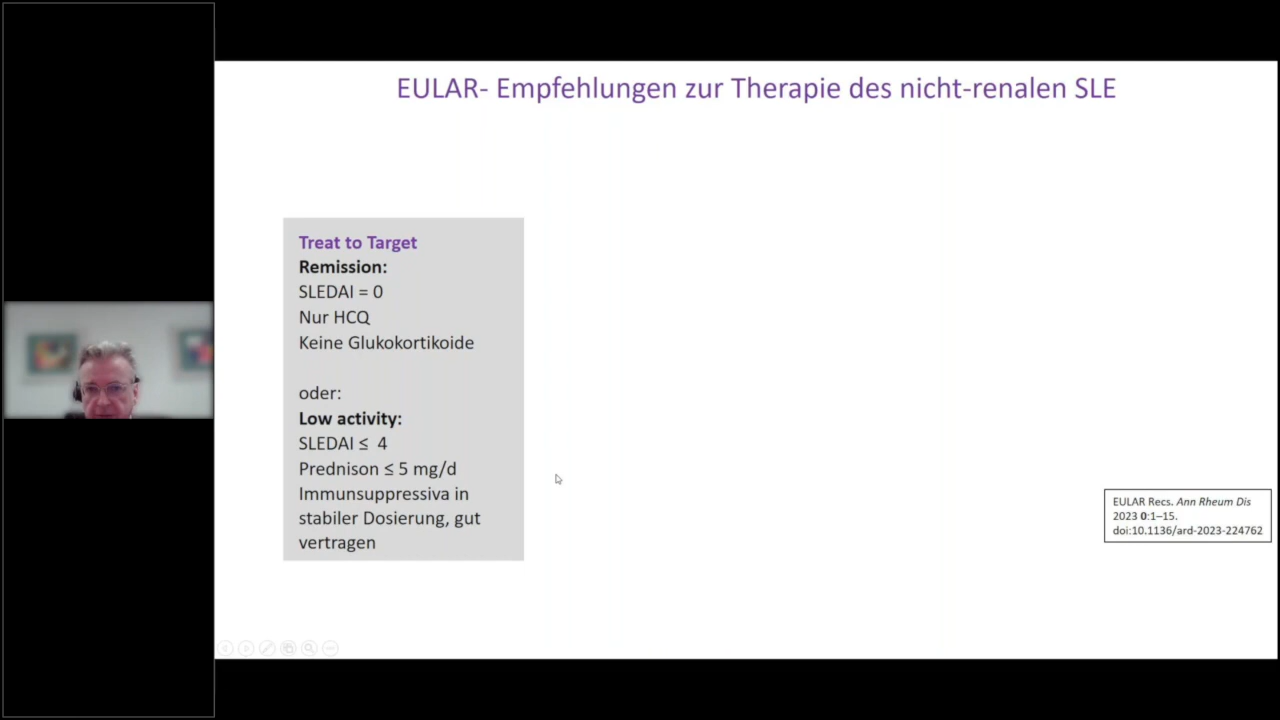 EULAR- Empfehlungen zur Therapie des nicht-renalen SLE
Treat to Target
Remission:
SLEDAI = 0
Nur HCQ
Keine Glukokortikoide
oder:
Low activity:
SLEDAI ≤  4
Prednison ≤ 5 mg/d
Immunsuppressiva in
stabiler Dosierung, gut
vertragen
EULAR Recs. Ann Rheum Dis
2023 0:1–15.
doi:10.1136/ard-2023-224762